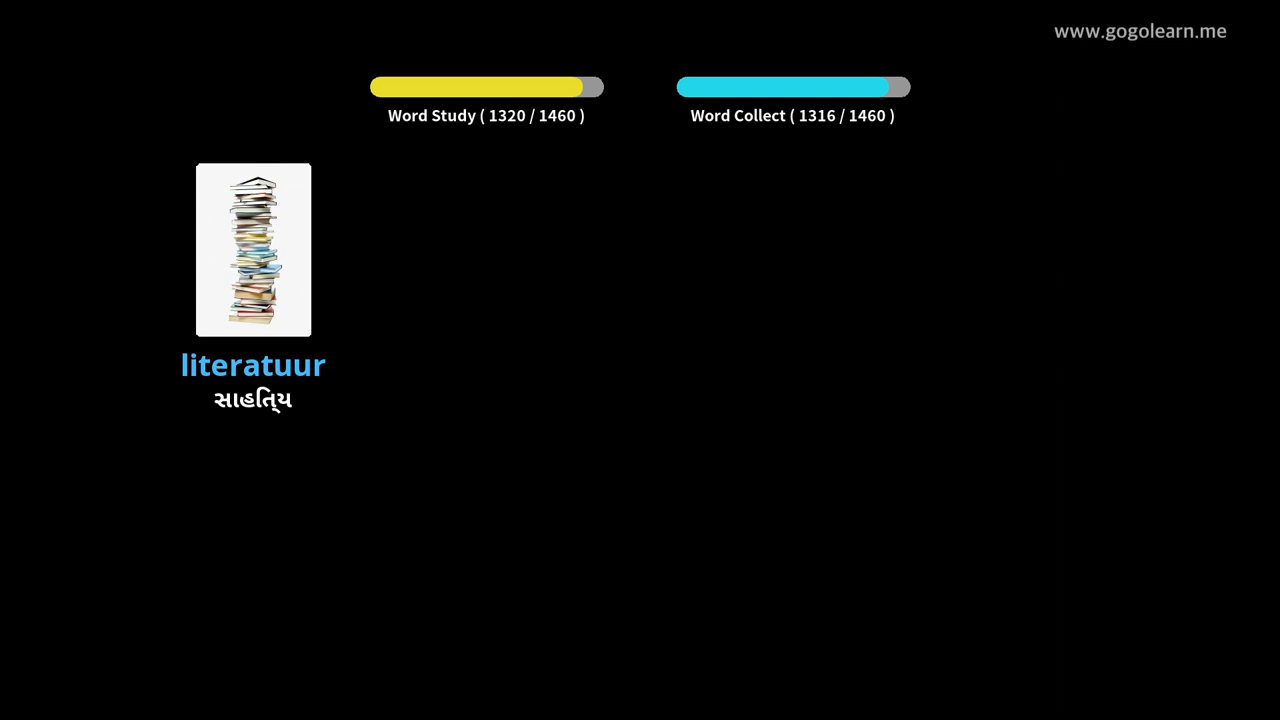 www.gogolearn.me
Word Study ( 1320 / 1460 )
Word Collect ( 1316 / 1460 )
literatuur
સાહિત્ય